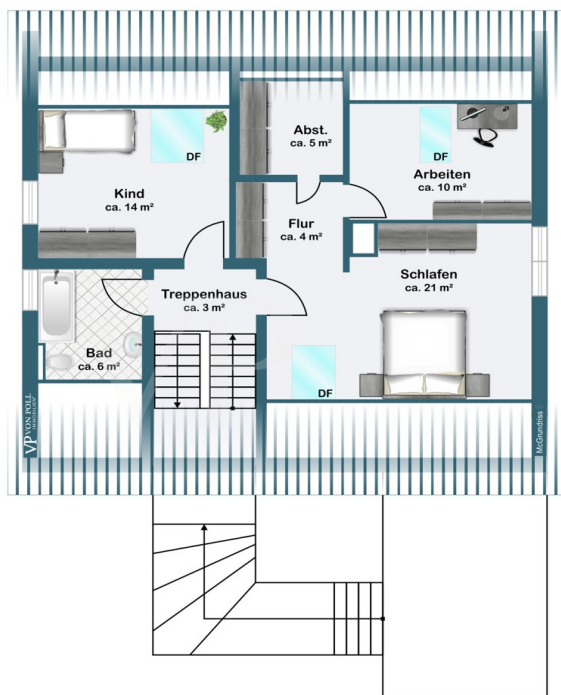 Abst.
ca. 5 m²
DF
DF
Arbeiten
ca. 10 m²
Kind
ca. 14 m²
Flur
ca. 4 m²
Schlafen
ca. 21 m²
Treppenhaus
ca. 3 m²
Bad
ca. 6 m²
DF
VP VON POLL
IMMOBILIEN
McGrundriss